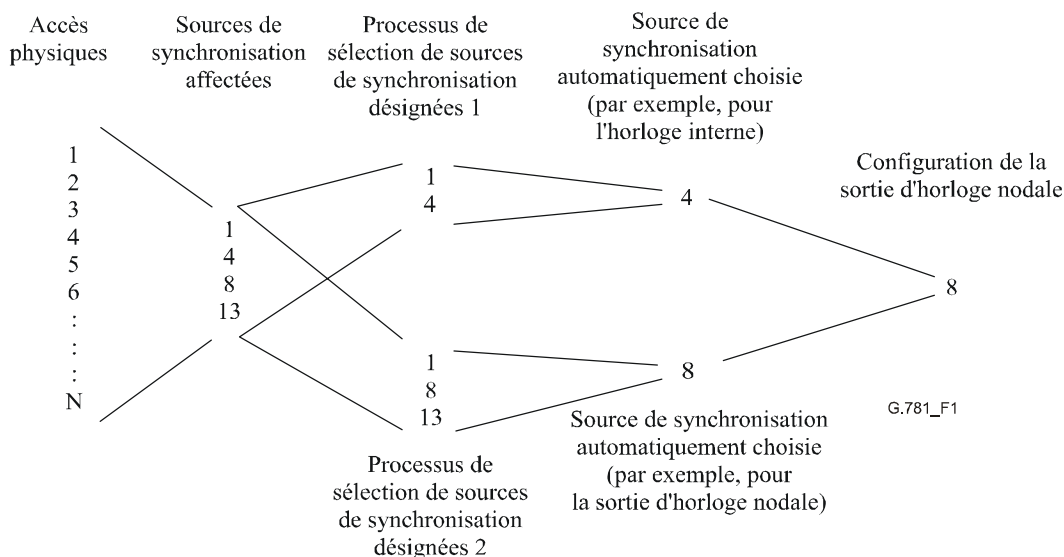 Accès
physiques
1
2
3
4
5
6
:
:
:
N
Sources de
synchronisation
affectées
1
4
8
13
Processus de
sélection de sources
de synchronisation
désignées 1
1
4
1
8
13
Processus de
sélection de sources
de synchronisation
désignées 2
Source de
synchronisation
automatiquement choisie
(par exemple, pour
l'horloge interne)
4
8
Source de synchronisation
automatiquement choisie
(par exemple, pour
la sortie d'horloge nodale)
Configuration de la
sortie d'horloge nodale
8
G.781_F1